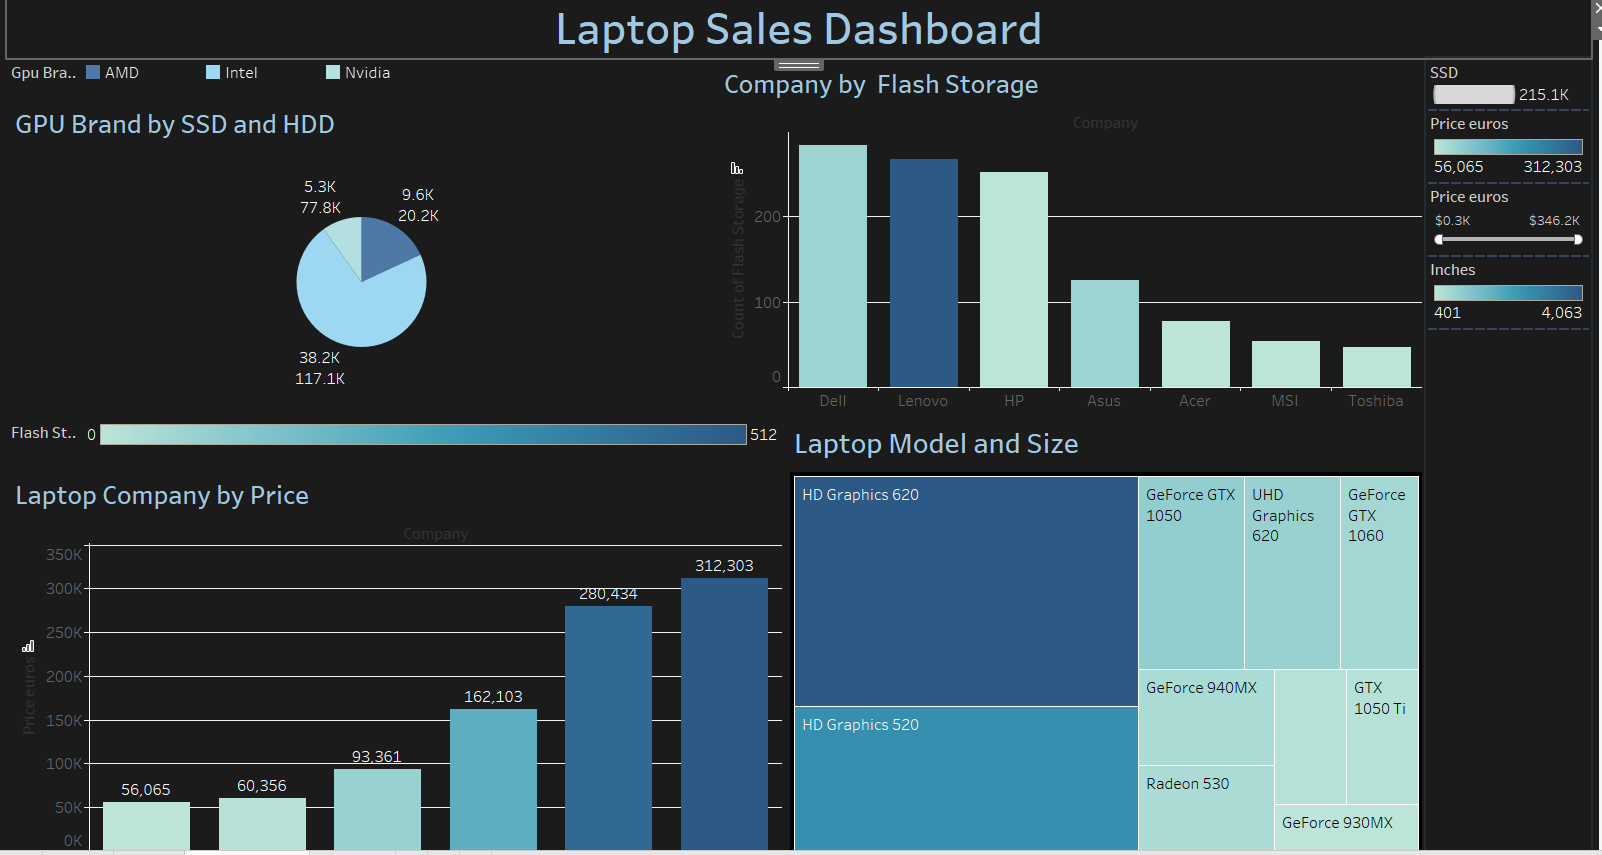 Laptop Sales Dashboard
Gpu Bra..
AMD
Intel
Nvidia
GPU Brand by SSD and HDD
5.3K
77.8K
9.6K
20.2K
38.2K
117.1K
Company by  Flash Storage
Company
Count of Flash Storage
200
100
0
Dell
Lenovo
HP
Asus
Acer
MSI
Toshiba
SSD
215.1K
Price euros
56,065
312,303
Price euros
$0.3K
$346.2K
Inches
401
4,063
Flash St..
0
512
Laptop Company by Price
Company
Price euros
350K
300K
250K
200K
150K
100K
50K
0K
56,065
60,356
93,361
162,103
280,434
312,303
Laptop Model and Size
HD Graphics 620
HD Graphics 520
GeForce GTX
1050
UHD
Graphics
620
GeForce
GTX
1060
GeForce 940MX
Radeon 530
GTX
1050 Ti
GeForce 930MX